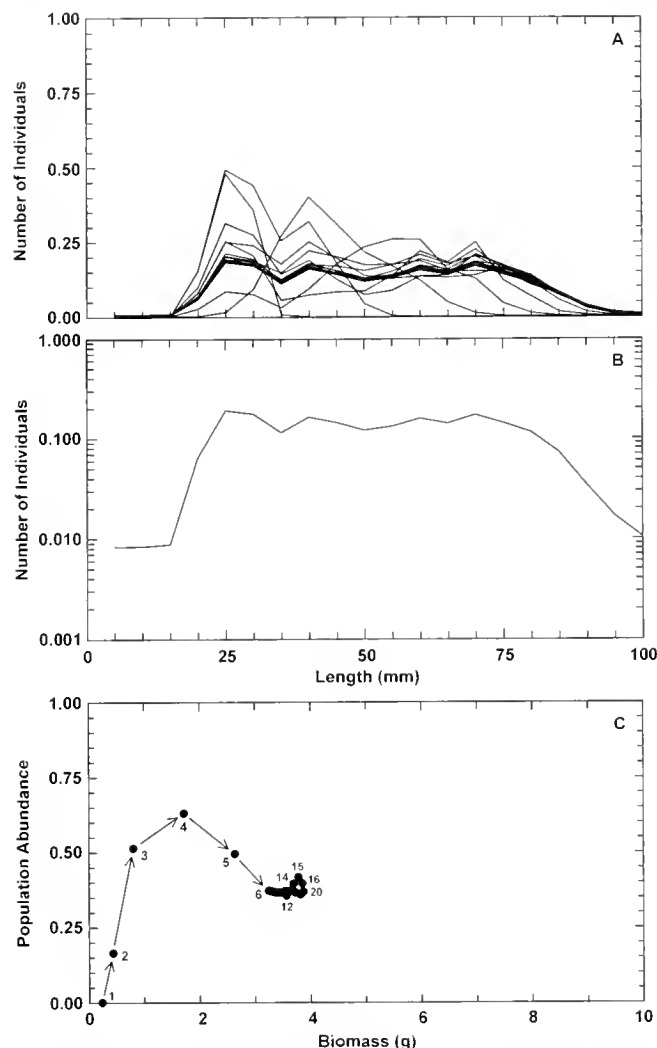 A
Number of Individuals
1.00
0.75
0.50
0.25
0.00
B
Number of Individuals
1.000
0.100
0.010
0.001
0 25 50 75 100
Length (mm)
C
Population Abundance
1.00
0.75
0.50
0.25
0.00
1
2
3
4
5
6
12
14
15
16
20
0 2 4 6 8 10
Biomass (g)